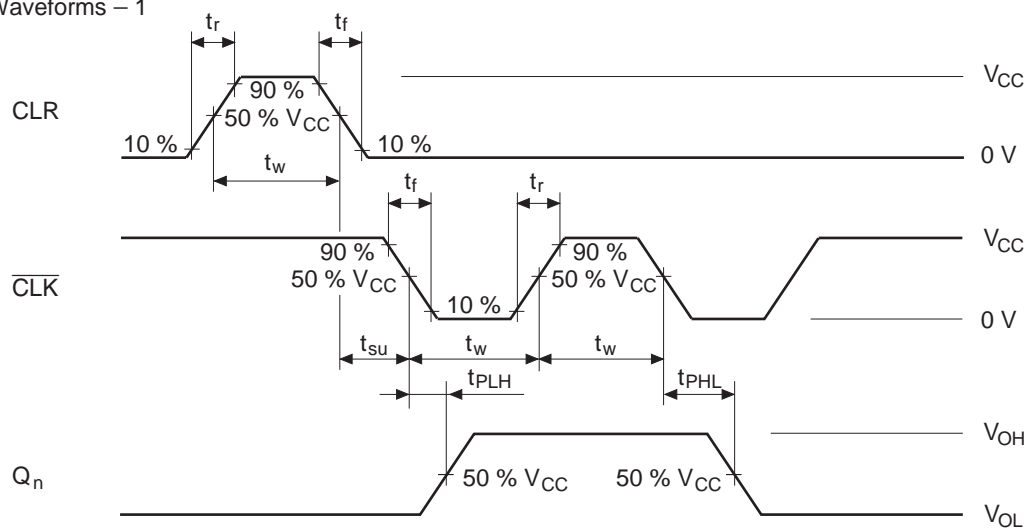 Waveforms – 1
tr
tf
VCC
CLR
90 %
50 % VCC
10 %
10 %
0 V
tw
tf
tr
VCC
CLK
90 %
90 %
50 % VCC
50 % VCC
10 %
0 V
tsu
tw
tw
tPLH
tPHL
VOH
Qn
50 % VCC
50 % VCC
VOL